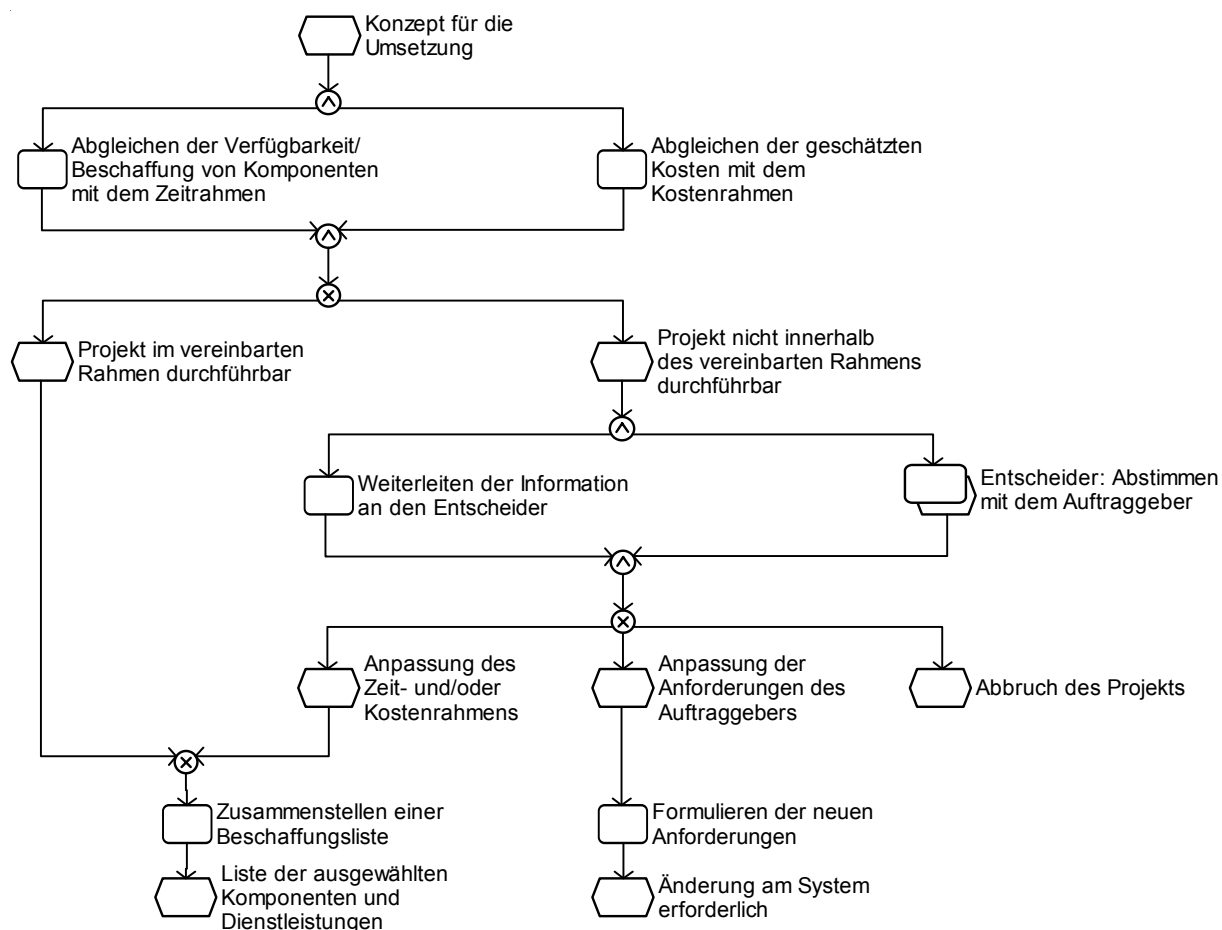 Konzept für die
Umsetzung
Abgleichen der Verfügbarkeit/
Beschaffung von Komponenten
mit dem Zeitrahmen
Abgleichen der geschätzten
Kosten mit dem
Kostenrahmen
Projekt im vereinbarten
Rahmen durchführbar
Projekt nicht innerhalb
des vereinbarten Rahmens
durchführbar
Weiterleiten der Information
an den Entscheider
Entscheider: Abstimmen
mit dem Auftraggeber
Anpassung des
Zeit- und/oder
Kostenrahmens
Anpassung der
Anforderungen des
Auftraggebers
Abbruch des Projekts
Zusammenstellen einer
Beschaffungsliste
Formulieren der neuen
Anforderungen
Liste der ausgewählten
Komponenten und
Dienstleistungen
Änderung am System
erforderlich